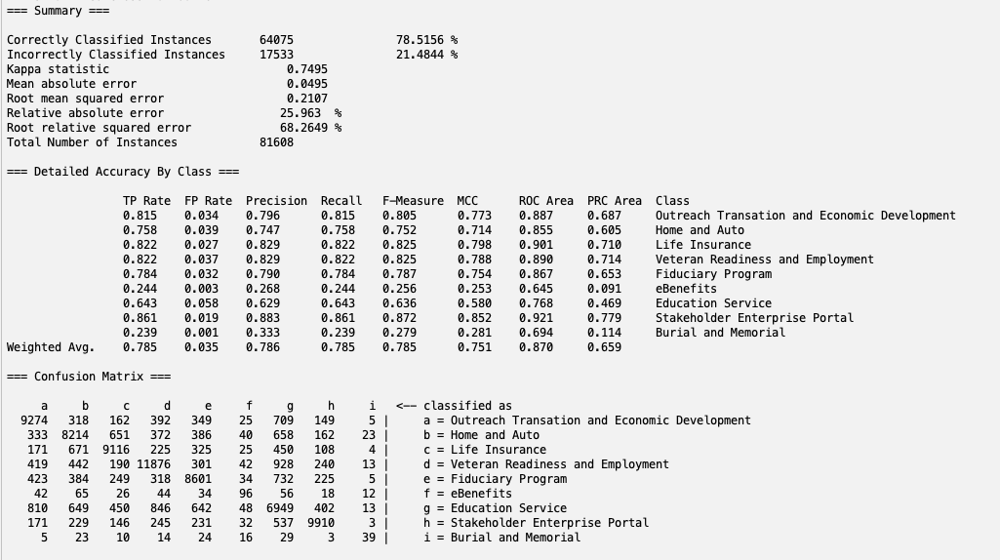 === Summary ===
Correctly Classified Instances 64075 78.5156 %
Incorrectly Classified Instances 17533 21.4844 %
Kappa statistic 0.7495
Mean absolute error 0.0495
Root mean squared error 0.2107
Relative absolute error 25.963 %
Root relative squared error 68.2649 %
Total Number of Instances 81608
=== Detailed Accuracy By Class ===
TP Rate FP Rate Precision Recall F-Measure MCC ROC Area PRC Area Class
0.815 0.034 0.796 0.815 0.805 0.773 0.887 0.687 Outreach Transation and Economic Development
0.758 0.039 0.747 0.758 0.752 0.714 0.855 0.605 Home and Auto
0.822 0.027 0.829 0.822 0.825 0.798 0.901 0.710 Life Insurance
0.822 0.037 0.829 0.822 0.825 0.788 0.890 0.714 Veteran Readiness and Employment
0.784 0.032 0.790 0.784 0.787 0.754 0.867 0.653 Fiduciary Program
0.244 0.003 0.268 0.244 0.256 0.253 0.645 0.091 eBenefits
0.643 0.058 0.629 0.643 0.636 0.580 0.768 0.469 Education Service
0.861 0.019 0.883 0.861 0.872 0.852 0.921 0.779 Stakeholder Enterprise Portal
0.239 0.001 0.333 0.239 0.279 0.281 0.694 0.114 Burial and Memorial
Weighted Avg. 0.785 0.035 0.786 0.785 0.785 0.751 0.870 0.659
=== Confusion Matrix ===
a b c d e f g h i <-- classified as
9274 318 162 392 349 25 709 149 5 | a = Outreach Transation and Economic Development
333 8214 651 372 386 40 658 162 23 | b = Home and Auto
171 671 9116 225 325 25 450 108 4 | c = Life Insurance
419 442 190 11876 301 42 928 240 13 | d = Veteran Readiness and Employment
423 384 249 318 8601 34 732 225 5 | e = Fiduciary Program
42 65 26 44 34 96 56 18 12 | f = eBenefits
810 649 450 846 642 48 6949 402 13 | g = Education Service
171 229 146 245 231 32 537 9910 3 | h = Stakeholder Enterprise Portal
5 23 10 14 24 16 29 3 39 | i = Burial and Memorial